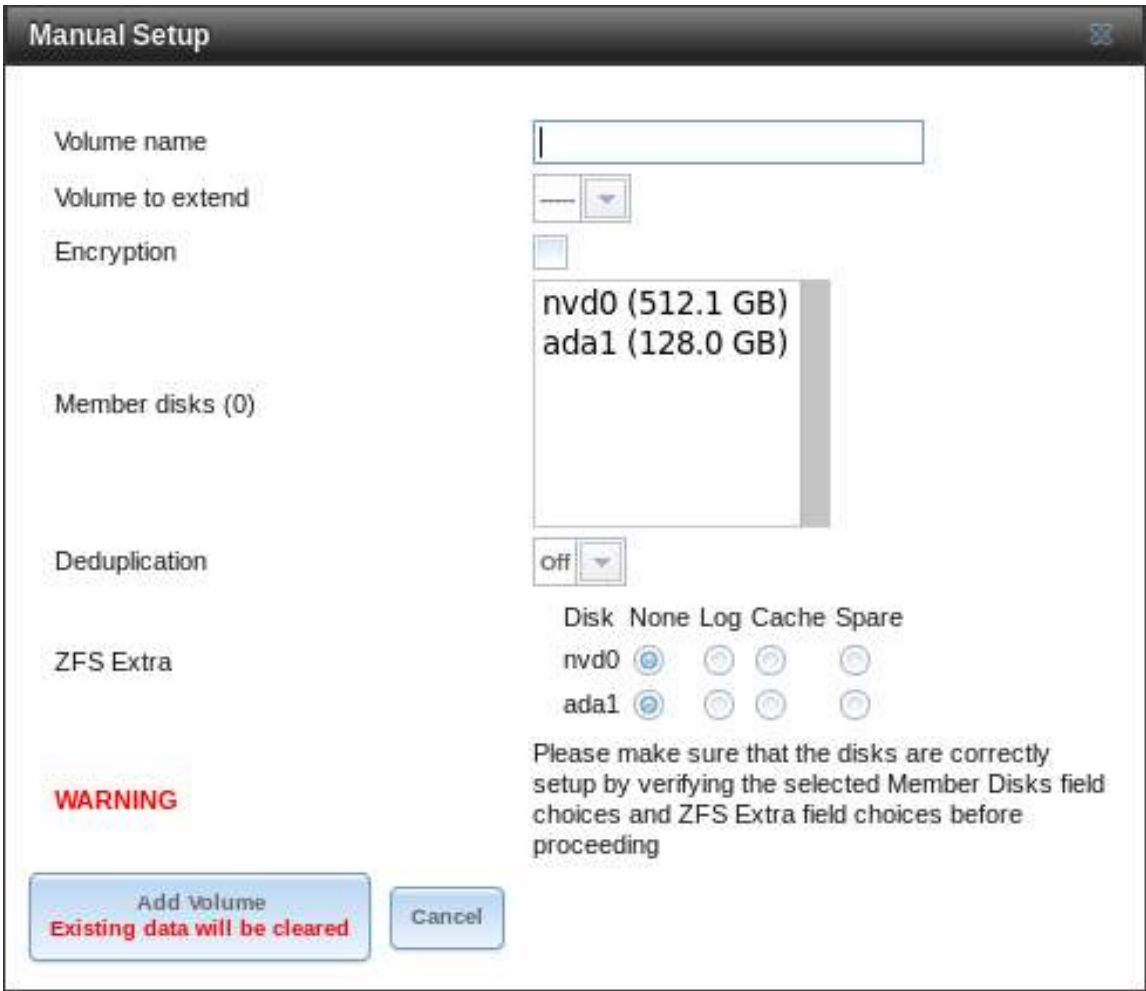 Manual Setup
Volume name
Volume to extend
-----
Encryption
nvd0 (512.1 GB)
ada1 (128.0 GB)
Member disks (0)
Deduplication
Off
Disk None Log Cache Spare
nvd0
ZFS Extra
ada1
WARNING
Please make sure that the disks are correctly
setup by verifying the selected Member Disks field
choices and ZFS Extra field choices before
proceeding
Add Volume
Existing data will be cleared
Cancel